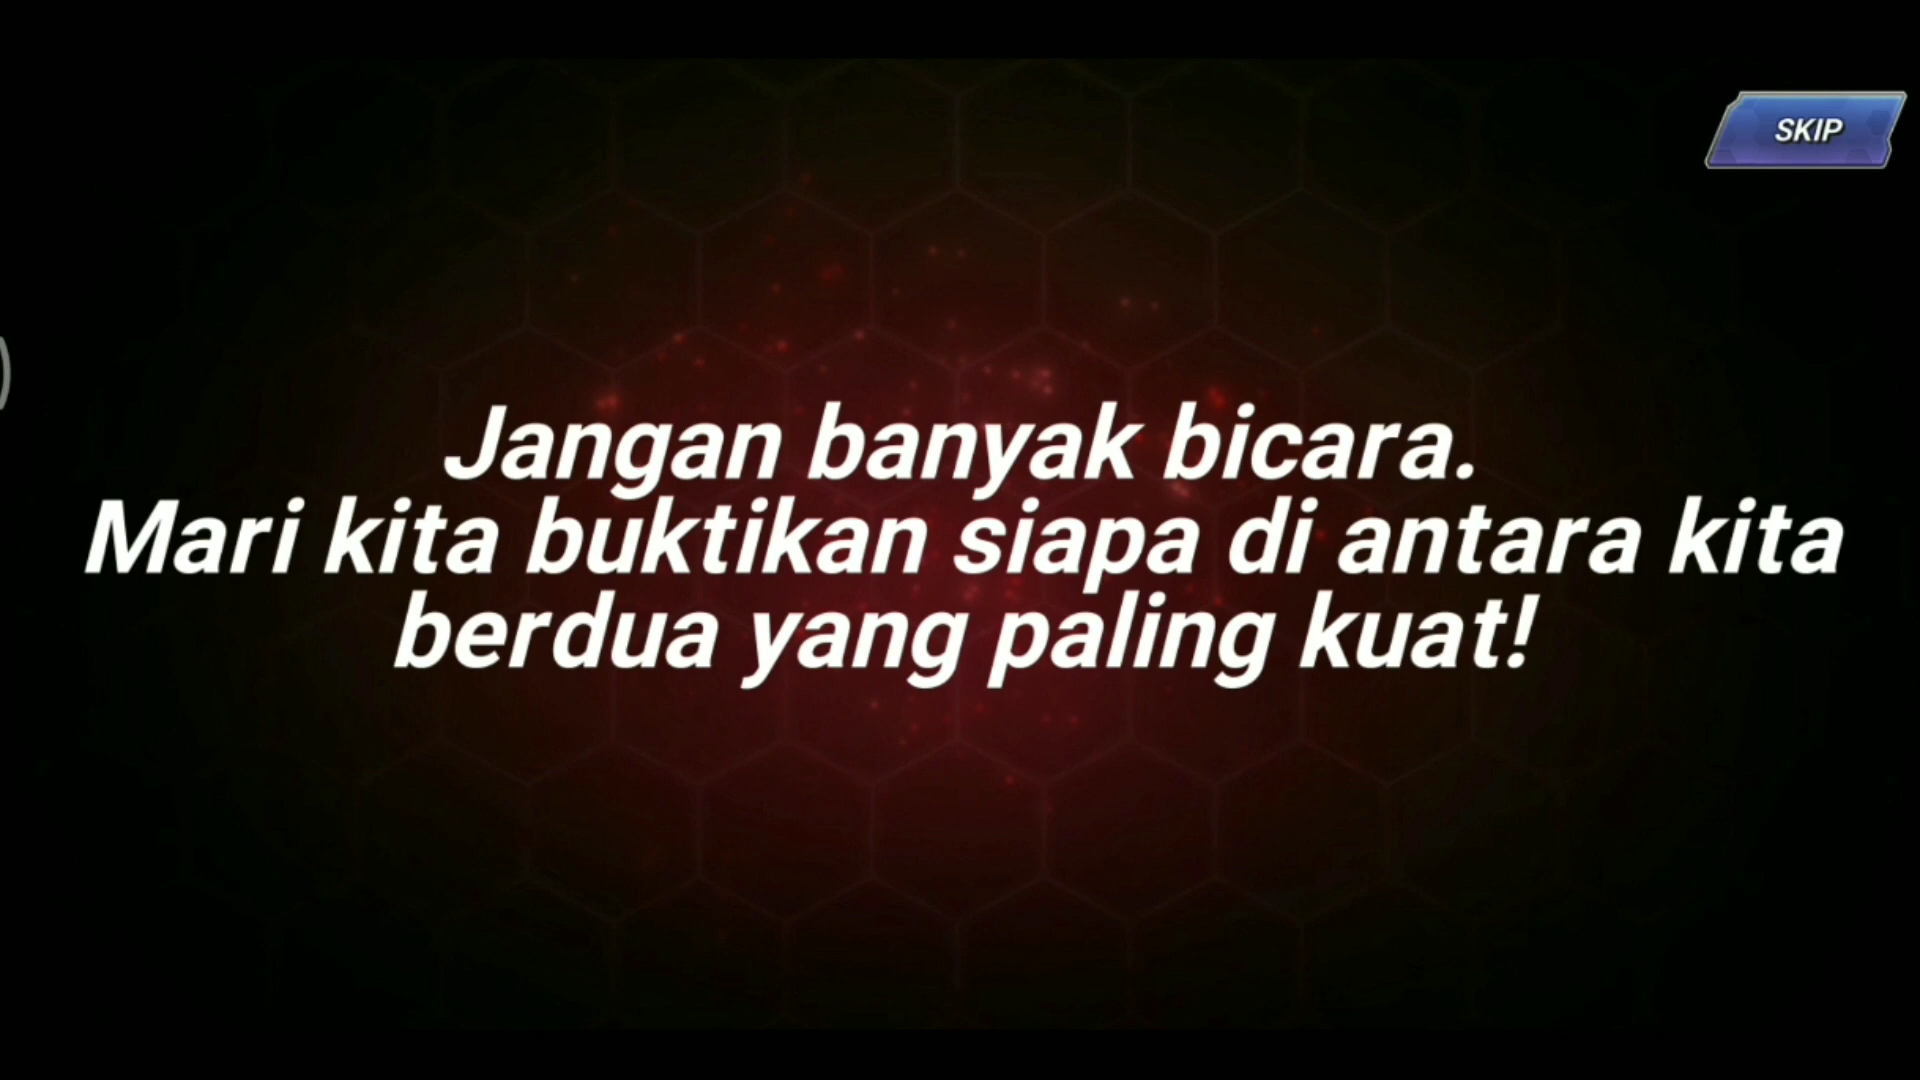 SKIP
Jangan banyak bicara.
Mari kita buktikan siapa di antara kita
berdua yang paling kuat!